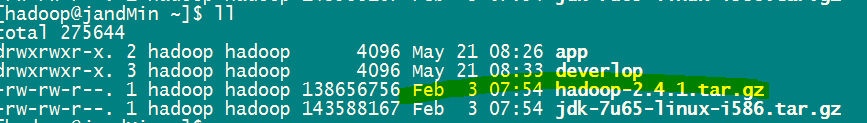 [hadoop@jandMin ~]$ ll
total 275644
drwxrwxr-x. 2 hadoop hadoop 4096 May 21 08:26 app
drwxrwxr-x. 3 hadoop hadoop 4096 May 21 08:33 deverlop
-rw-rw-r--. 1 hadoop hadoop 138656756 Feb 3 07:54 hadoop-2.4.1.tar.gz
-rw-rw-r--. 1 hadoop hadoop 143588167 Feb 3 07:54 jdk-7u65-linux-i586.tar.gz